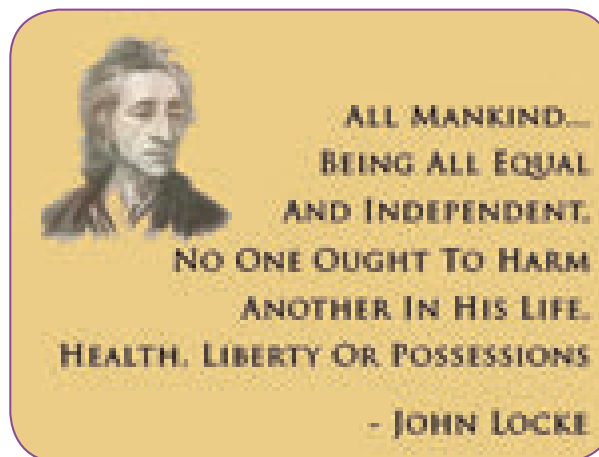 ALL MANKIND...
BEING ALL EQUAL
AND INDEPENDENT,
NO ONE OUGHT TO HARM
ANOTHER IN HIS LIFE,
HEALTH, LIBERTY OR POSSESSIONS
- JOHN LOCKE